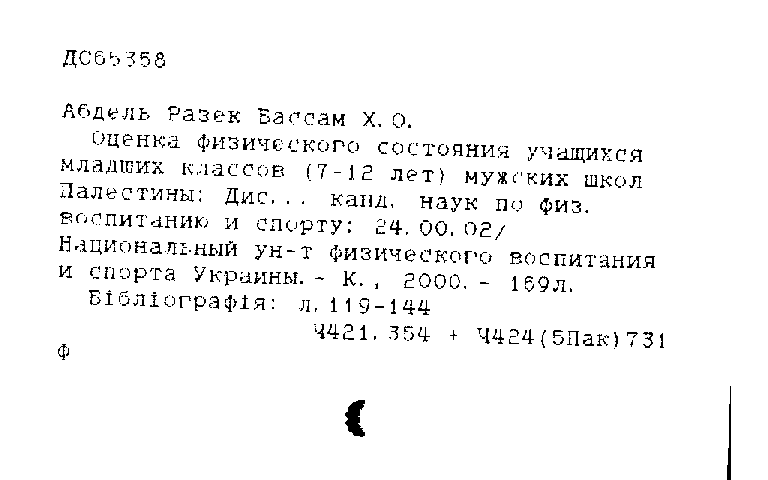 ДС65358
Абдель Разек Бассам Х.О.
Оценка физического состояния учащихся
младших классов (7-12 лет) мужских школ
Палестины: Дис... канд. наук по физ.
воспитанию и спорту: 24.00.02/
Национальный ун-т физического воспитания
и спорта Украины.- К., 2000.- 169л.
Бібліографія: л.119-144
Ч421.354 + Ч424(5Пак)731
Ф